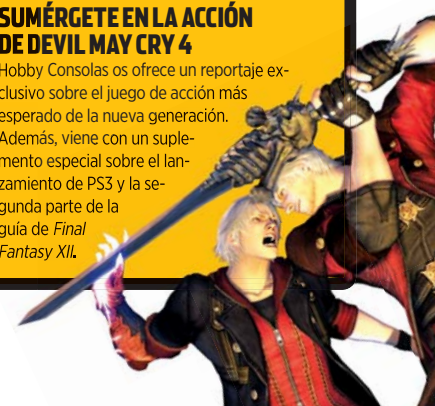 SUMÉRGETE EN LA ACCIÓN
DE DEVIL MAY CRY 4
Hobby Consolas os ofrece un reportaje ex-
clusivo sobre el juego de acción más
esperado de la nueva generación.
Además, viene con un suple-
mento especial sobre el lan-
zamiento de PS3 y la se-
gunda parte de la
guía de Final
Fantasy XII.